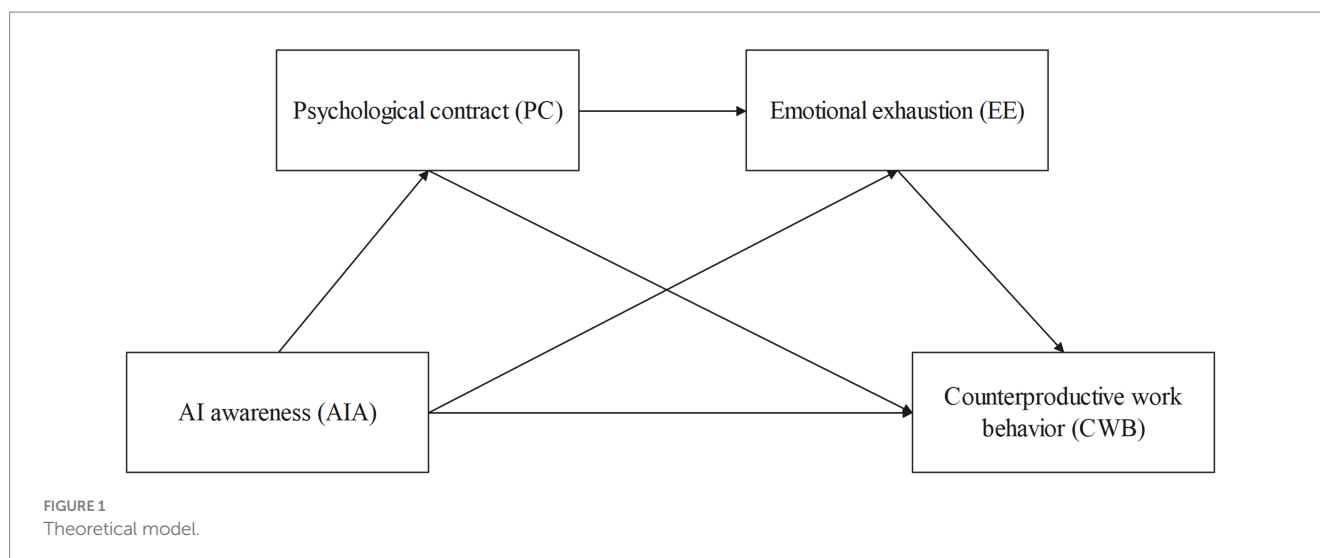 Psychological contract (PC)
Emotional exhaustion (EE)
AI awareness (AIA)
Counterproductive work
behavior (CWB)
FIGURE 1
Theoretical model.